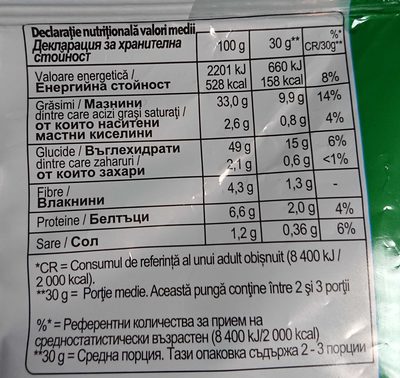 Declarație nutrițională valori medii
Декларация за хранителна стойност
100 g 30 g** %* CR/30g**
Valoare energetică / Енергийна стойност 2201 kJ 528 kcal 660 kJ 158 kcal 8%
Grăsimi / Мазнини 33,0 g 9,9 g 14%
dintre care acizi grași saturați / от които наситени мастни киселини 2,6 g 0,8 g 4%
Glucide / Въглехидрати 49 g 15 g 6%
dintre care zaharuri / от които захари 2,1 g 0,6 g <1%
Fibre / Влакнини 4,3 g 1,3 g -
Proteine / Белтъци 6,6 g 2,0 g 4%
Sare / Сол 1,2 g 0,36 g 6%
*CR = Consumul de referință al unui adult obișnuit (8 400 kJ /
2 000 kcal).
**30 g = Porție medie. Această pungă conține între 2 și 3 porții
%* = Референтни количества за прием на
средностатистически възрастен (8 400 kJ/2 000 kcal)
**30 g = Средна порция. Тази опаковка съдържа 2 - 3 порции